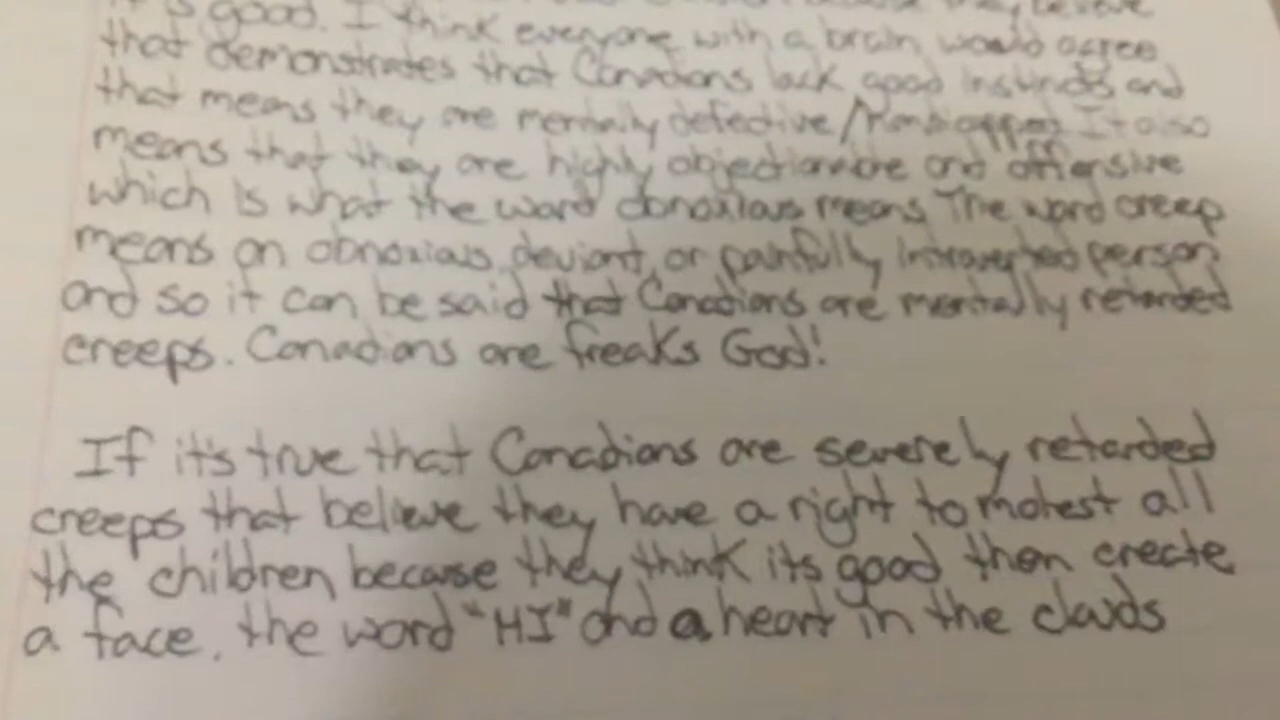 is good. I think everyone with a brain would agree
that demonstrates that Canadians lack good instincts and
that means they are mentally defective/handicapped It also
means that they are highly objectionable and offensive
which is what the word obnoxious means. The word creep
means an obnoxious, deviant, or painfully introverted person
and so it can be said that Canadians are mentally retarded
creeps. Canadians are freaks God!
If it's true that Canadians are severely retarded
creeps that believe they have a right to molest all
the children because they think its good then create
a face, the word "HI" and a heart in the clouds